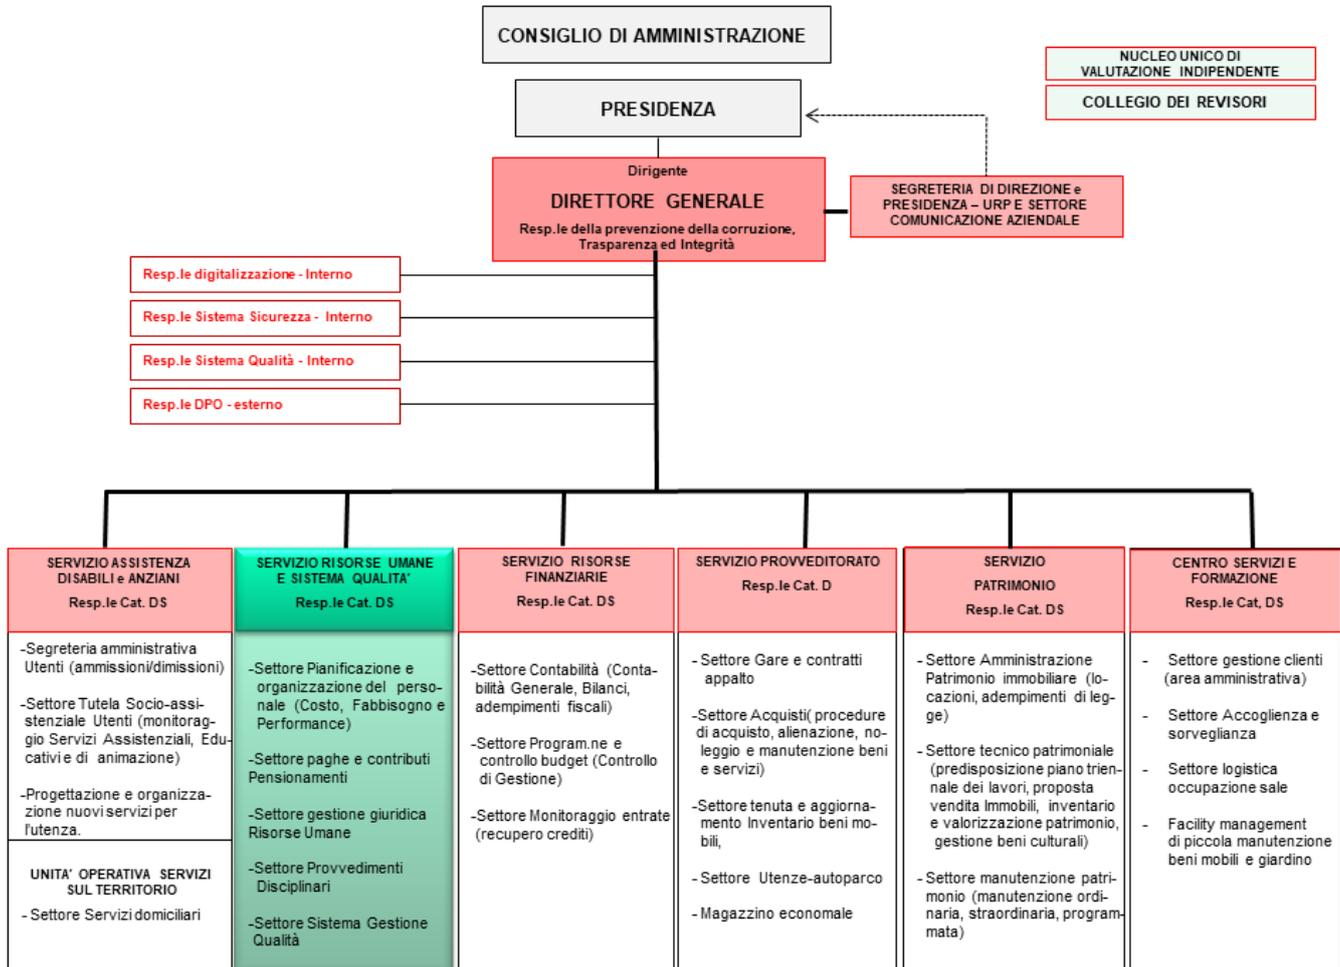 CONSIGLIO DI AMMINISTRAZIONE
NUCLEO UNICO DI
VALUTAZIONE INDIPENDENTE
COLLEGIO DEI REVISORI
PRESIDENZA
Dirigente
DIRETTORE GENERALE
Resp.le della prevenzione della corruzione,
Trasparenza ed Integrità
SEGRETERIA DI DIREZIONE e
PRESIDENZA – URP E SETTORE
COMUNICAZIONE AZIENDALE
Resp.le digitalizzazione - Interno
Resp.le Sistema Sicurezza - Interno
Resp.le Sistema Qualità - Interno
Resp.le DPO - esterno
SERVIZIO ASSISTENZA
DISABILI e ANZIANI
Resp.le Cat. DS
-Segreteria amministrativa
Utenti (ammissioni/dimissioni)
-Settore Tutela Socio-assi-
stenziale Utenti (monitorag-
gio Servizi Assistenziali, Edu-
cativi e di animazione)
-Progettazione e organizza-
zione nuovi servizi per
l'utenza.
UNITA' OPERATIVA SERVIZI
SUL TERRITORIO
- Settore Servizi domiciliari
SERVIZIO RISORSE UMANE
E SISTEMA QUALITA'
Resp.le Cat. DS
-Settore Pianificazione e
organizzazione del perso-
nale (Costo, Fabbisogno e
Performance)
-Settore paghe e contributi
Pensionamenti
-Settore gestione giuridica
Risorse Umane
-Settore Provvedimenti
Disciplinari
-Settore Sistema Gestione
Qualità
SERVIZIO RISORSE
FINANZIARIE
Resp.le Cat. DS
-Settore Contabilità (Conta-
bilità Generale, Bilanci,
adempimenti fiscali)
-Settore Program.ne e
controllo budget (Controllo
di Gestione)
-Settore Monitoraggio entrate
(recupero crediti)
SERVIZIO PROVVEDITORATO
Resp.le Cat. D
- Settore Gare e contratti
appalto
-Settore Acquisti( procedure
di acquisto, alienazione, no-
leggio e manutenzione beni
e servizi)
-Settore tenuta e aggiorna-
mento Inventario beni mo-
bili,
- Settore Utenze-autoparco
- Magazzino economale
SERVIZIO
PATRIMONIO
Resp.le Cat. DS
- Settore Amministrazione
Patrimonio immobiliare (lo-
cazioni, adempimenti di leg-
ge)
- Settore tecnico patrimoniale
(predisposizione piano trien-
nale dei lavori, proposta
vendita Immobili, inventario
e valorizzazione patrimonio,
gestione beni culturali)
- Settore manutenzione patri-
monio (manutenzione ordi-
naria, straordinaria, program-
mata)
CENTRO SERVIZI E
FORMAZIONE
Resp.le Cat, DS
- Settore gestione clienti
(area amministrativa)
- Settore Accoglienza e
sorveglianza
- Settore logistica
occupazione sale
- Facility management
di piccola manutenzione
beni mobili e giardino